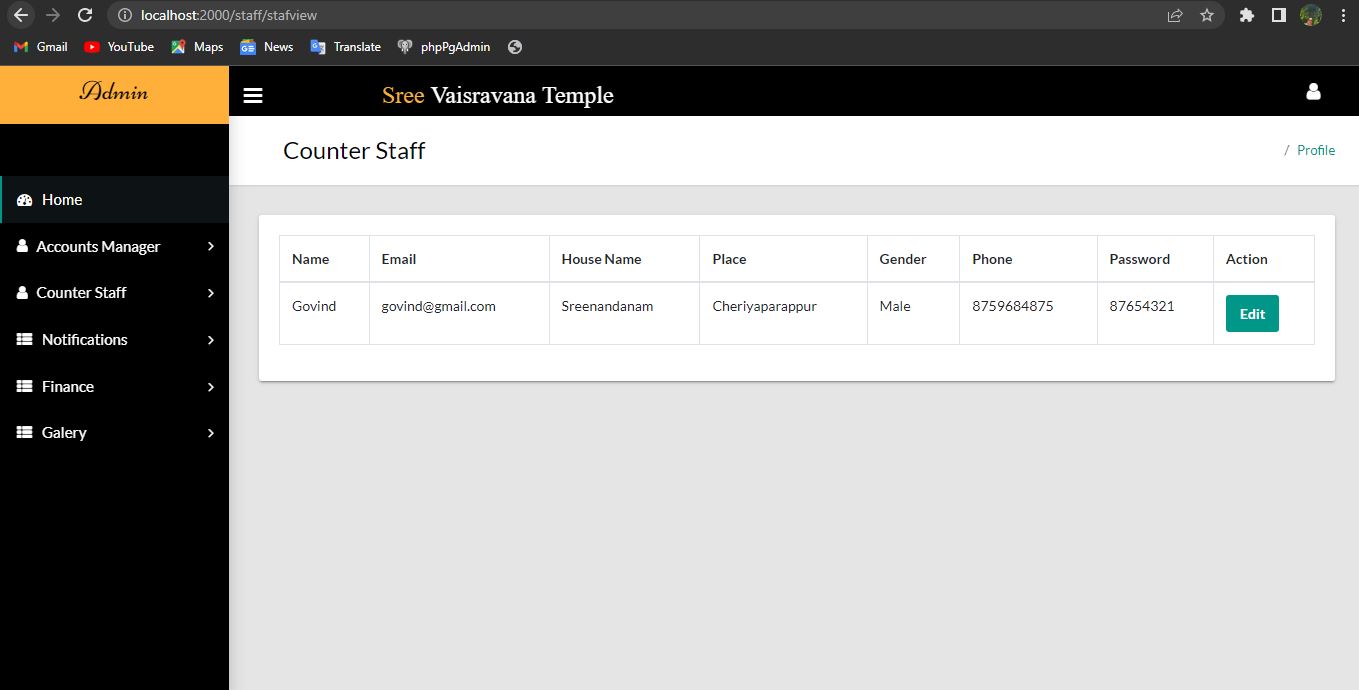 localhost:2000/staff/stafview
Gmail YouTube Maps News Translate phpPgAdmin
Admin
Sree Vaisravana Temple
Counter Staff
/ Profile
Home
Accounts Manager
Counter Staff
Notifications
Finance
Galery
Name Email House Name Place Gender Phone Password Action
Govind govind@gmail.com Sreenandanam Cheriyaparappur Male 8759684875 87654321 Edit